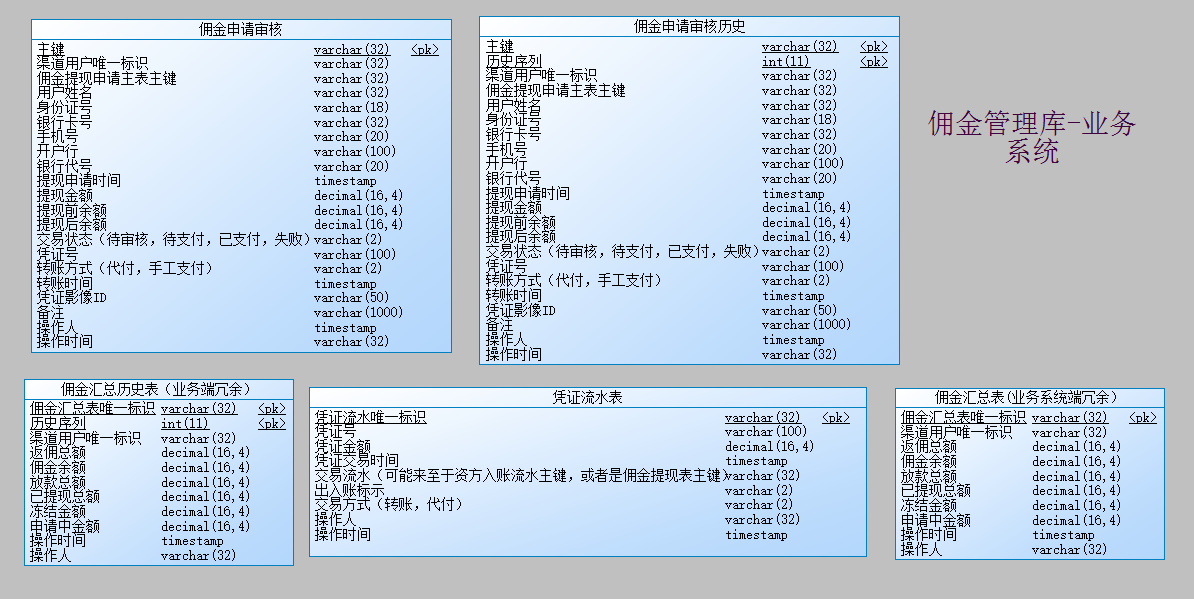 佣金申请审核
主键 varchar(32) <pk>
渠道用户唯一标识 varchar(32)
佣金提现申请主表主键 varchar(32)
用户姓名 varchar(32)
身份证号 varchar(18)
银行卡号 varchar(32)
手机号 varchar(20)
开户行 varchar(100)
银行代号 varchar(20)
提现申请时间 timestamp
提现金额 decimal(16,4)
提现前余额 decimal(16,4)
提现后余额 decimal(16,4)
交易状态（待审核，待支付，已支付，失败） varchar(2)
凭证号 varchar(100)
转账方式（代付，手工支付） varchar(2)
转账时间 timestamp
凭证影像ID varchar(50)
备注 varchar(1000)
操作人 timestamp
操作时间 varchar(32)
佣金申请审核历史
主键 varchar(32) <pk>
历史序列 int(11) <pk>
渠道用户唯一标识 varchar(32)
佣金提现申请主表主键 varchar(32)
用户姓名 varchar(32)
身份证号 varchar(18)
银行卡号 varchar(32)
手机号 varchar(20)
开户行 varchar(100)
银行代号 varchar(20)
提现申请时间 timestamp
提现金额 decimal(16,4)
提现前余额 decimal(16,4)
提现后余额 decimal(16,4)
交易状态（待审核，待支付，已支付，失败） varchar(2)
凭证号 varchar(100)
转账方式（代付，手工支付） varchar(2)
转账时间 timestamp
凭证影像ID varchar(50)
备注 varchar(1000)
操作人 timestamp
操作时间 varchar(32)
佣金管理库-业务
系统
佣金汇总历史表（业务端冗余）
佣金汇总表唯一标识 varchar(32) <pk>
历史序列 int(11) <pk>
渠道用户唯一标识 varchar(32)
返佣总额 decimal(16,4)
佣金余额 decimal(16,4)
放款总额 decimal(16,4)
已提现总额 decimal(16,4)
冻结金额 decimal(16,4)
申请中金额 decimal(16,4)
操作时间 timestamp
操作人 varchar(32)
凭证流水表
凭证流水唯一标识 varchar(32) <pk>
凭证号 varchar(100)
凭证金额 decimal(16,4)
凭证交易时间 timestamp
交易流水（可能来至于资方入账流水主键，或者是佣金提现表主键） varchar(32)
出入账标示 varchar(2)
交易方式（转账，代付） varchar(2)
操作人 varchar(32)
操作时间 timestamp
佣金汇总表(业务系统端冗余）
佣金汇总表唯一标识 varchar(32) <pk>
渠道用户唯一标识 varchar(32)
返佣总额 decimal(16,4)
佣金余额 decimal(16,4)
放款总额 decimal(16,4)
已提现总额 decimal(16,4)
冻结金额 decimal(16,4)
申请中金额 decimal(16,4)
操作时间 timestamp
操作人 varchar(32)